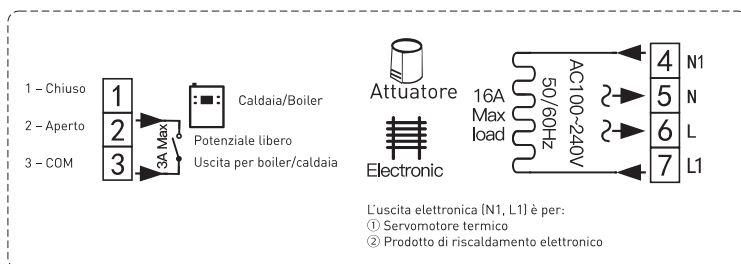 1 – Chiuso
2 – Aperto
3 – COM
1
2
3
3A Max
Caldaia/Boiler
Potenziale libero
Uscita per boiler/caldaia
Attuatore
Electronic
16A
Max
load
AC100~240V
50/60Hz
4 N1
5 N
6 L
7 L1
L'uscita elettronica (N1, L1) è per:
① Servomotore termico
② Prodotto di riscaldamento elettronico